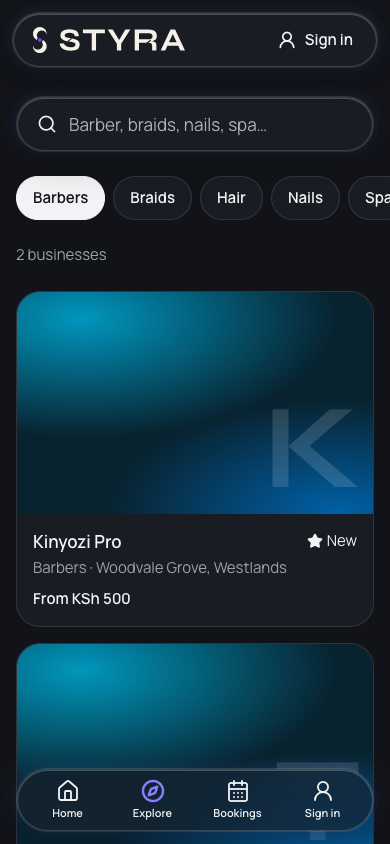 STYRA
Sign in
Barber, braids, nails, spa…
Barbers
Braids
Hair
Nails
Spa
2 businesses
K
Kinyozi Pro
New
Barbers · Woodvale Grove, Westlands
From KSh 500
Home
Explore
Bookings
Sign in